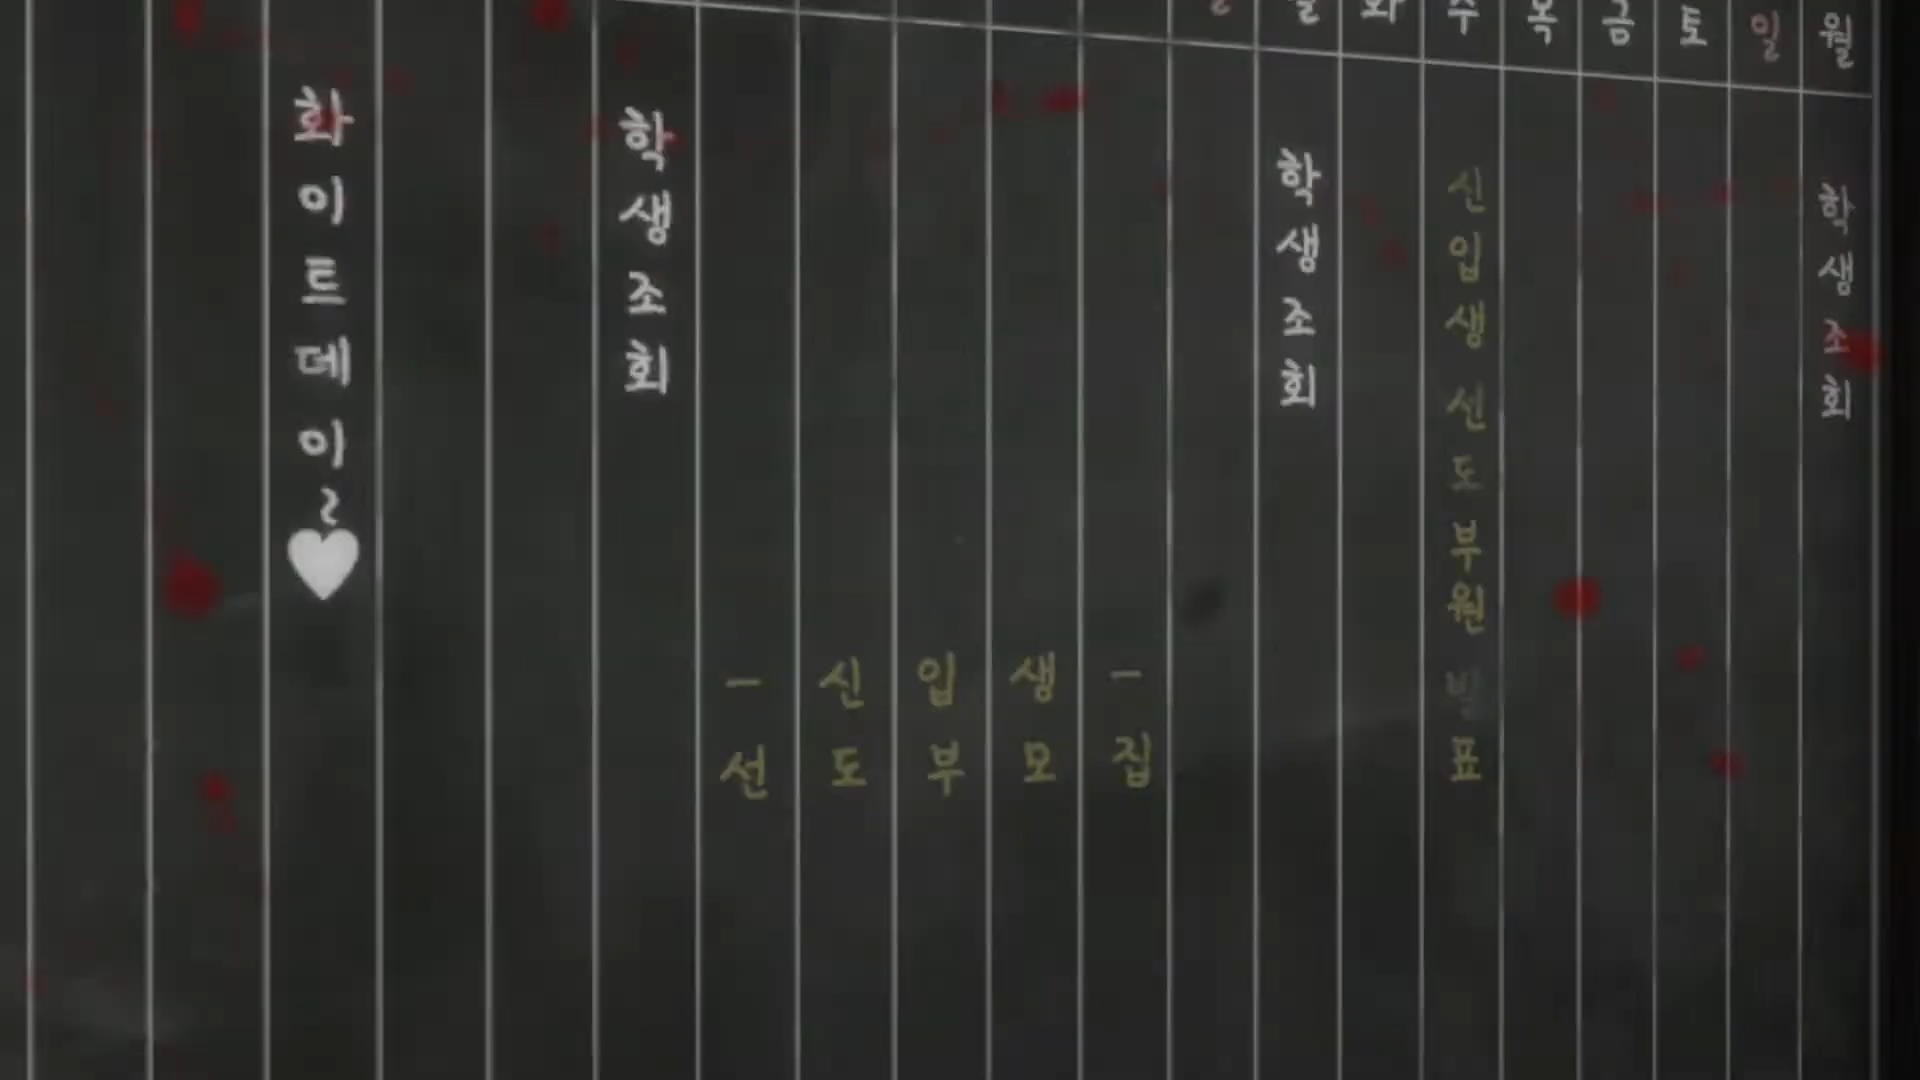 월 화 수 목 금 토 일 월
화이트데이~♥
학생조회
- 신입생 -
선도부모집
학생조회
신입생 선도부원 발표
학생조회